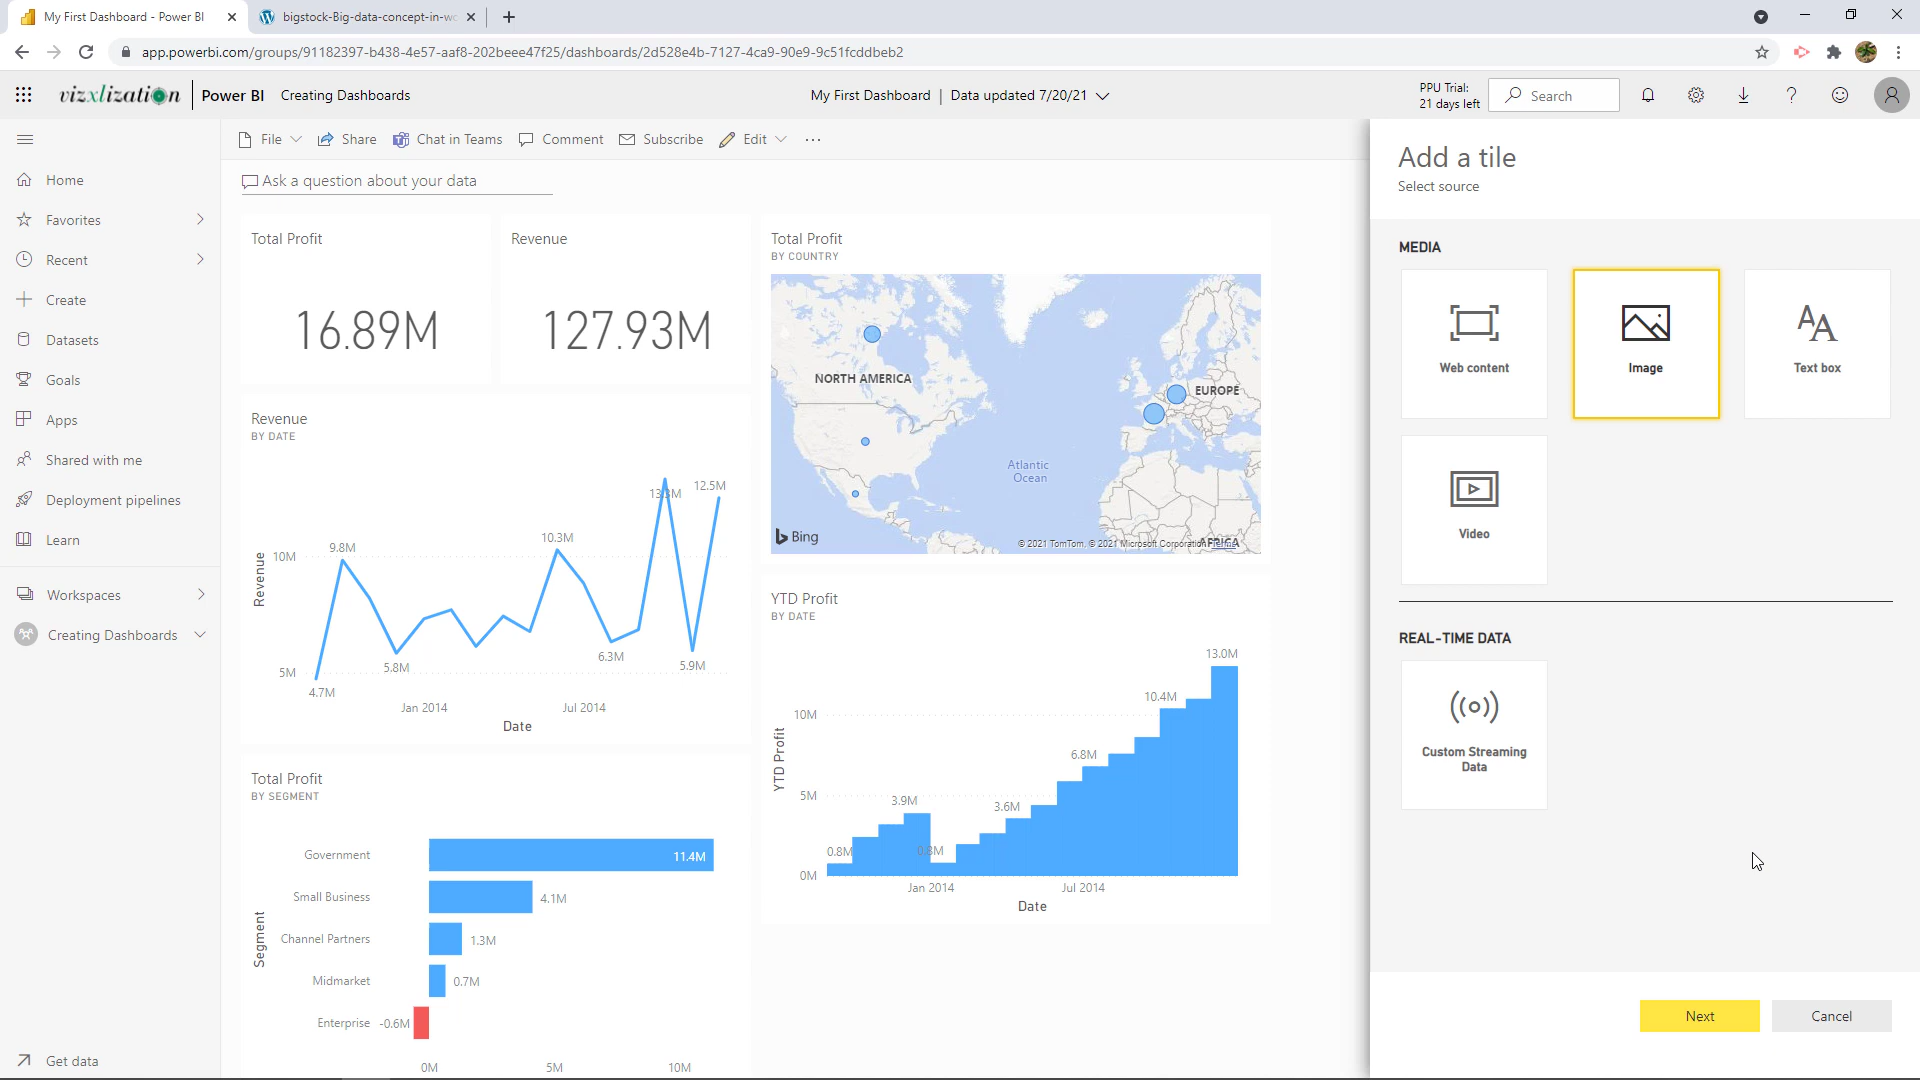 My First Dashboard - Power BI
bigstock-Big-data-concept-in-wo
app.powerbi.com/groups/91182397-b438-4e57-aaf8-202beee47f25/dashboards/2d528e4b-7127-4ca9-90e9-9c51fcddbeb2
vizxlization
Power BI
Creating Dashboards
My First Dashboard | Data updated 7/20/21
PPU Trial:
21 days left
Search
File
Share
Chat in Teams
Comment
Subscribe
Edit
Home
Favorites
Recent
Create
Datasets
Goals
Apps
Shared with me
Deployment pipelines
Learn
Workspaces
Creating Dashboards
Get data
Ask a question about your data
Total Profit
16.89M
Revenue
127.93M
Revenue
BY DATE
Revenue
10M
5M
4.7M
9.8M
5.8M
10.3M
6.3M
13.3M
5.9M
12.5M
Jan 2014
Jul 2014
Date
Total Profit
BY SEGMENT
Segment
Government
11.4M
Small Business
4.1M
Channel Partners
1.3M
Midmarket
0.7M
Enterprise
-0.6M
0M
5M
10M
Total Profit
BY COUNTRY
NORTH AMERICA
EUROPE
Atlantic
Ocean
AFRICA
Bing
© 2021 TomTom, © 2021 Microsoft Corporation Terms
YTD Profit
BY DATE
YTD Profit
10M
5M
0M
0.8M
3.9M
0.8M
3.6M
6.8M
10.4M
13.0M
Jan 2014
Jul 2014
Date
Add a tile
Select source
MEDIA
Web content
Image
Text box
Video
REAL-TIME DATA
Custom Streaming
Data
Next
Cancel